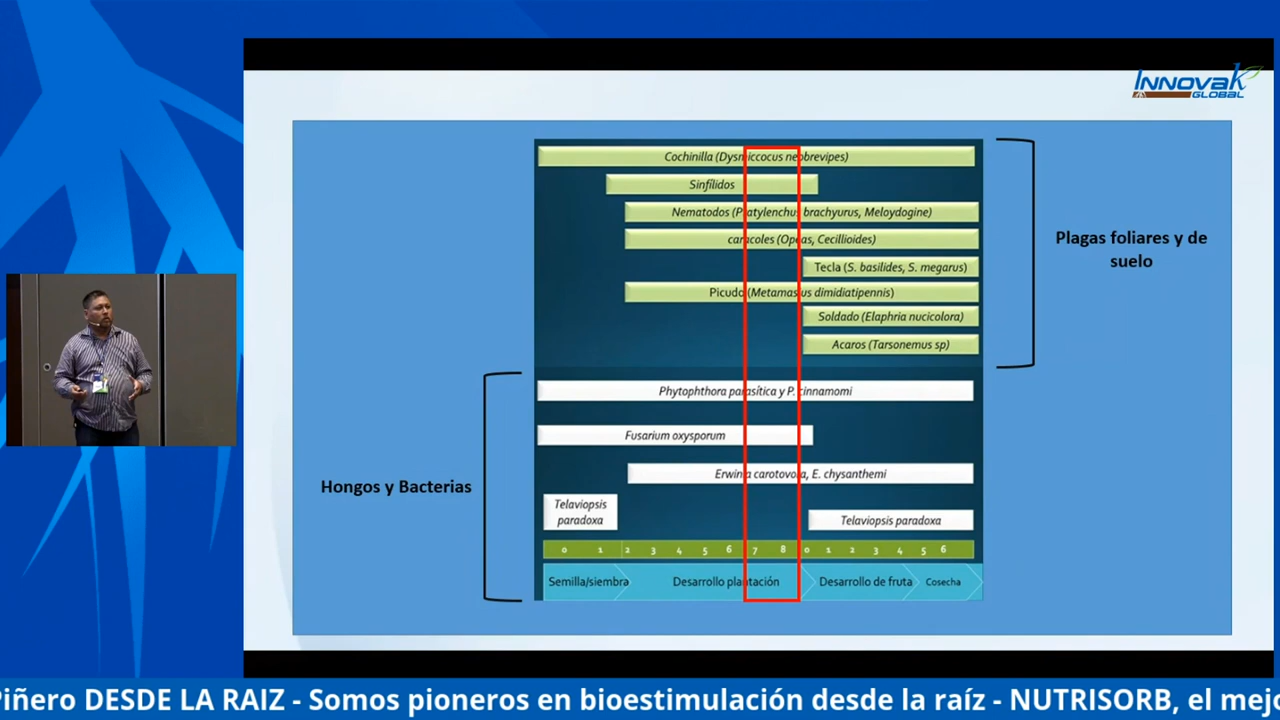 INNOVAK
GLOBAL
Cochinilla (Dysmiccocus neobrevipes)
Sinfílidos
Nematodos (Pratylenchus brachyurus, Meloydogine)
caracoles (Opeas, Cecillioides)
Tecla (S. basilides, S. megarus)
Picudo (Metamasius dimidiatipennis)
Soldado (Elaphria nucicolora)
Acaros (Tarsonemus sp)
Plagas foliares y de
suelo
Phytophthora parasítica y P. cinnamomi
Fusarium oxysporum
Erwinia carotovora, E. chysanthemi
Hongos y Bacterias
Telaviopsis
paradoxa
Telaviopsis paradoxa
0 1 2 3 4 5 6 7 8 0 1 2 3 4 5 6
Semilla/siembra Desarrollo plantación Desarrollo de fruta Cosecha
Piñero DESDE LA RAIZ - Somos pioneros en bioestimulación desde la raíz - NUTRISORB, el mejo